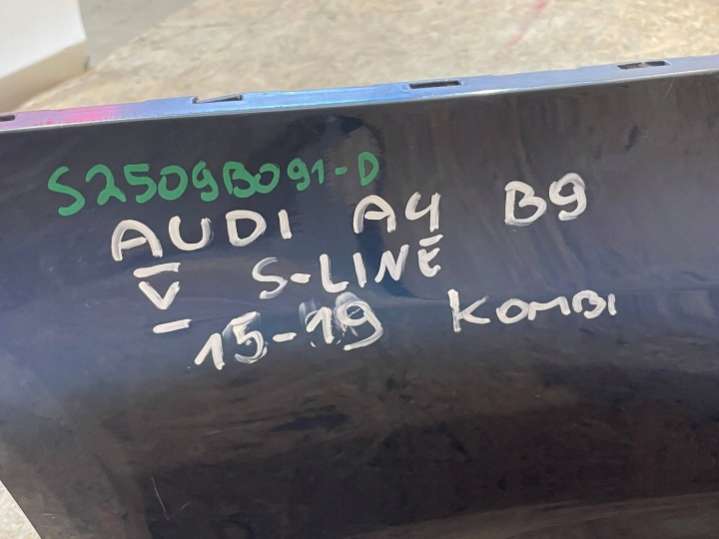 S2509B091-D
AUDI A4 B9
V S-LINE
15-19 KOMBI